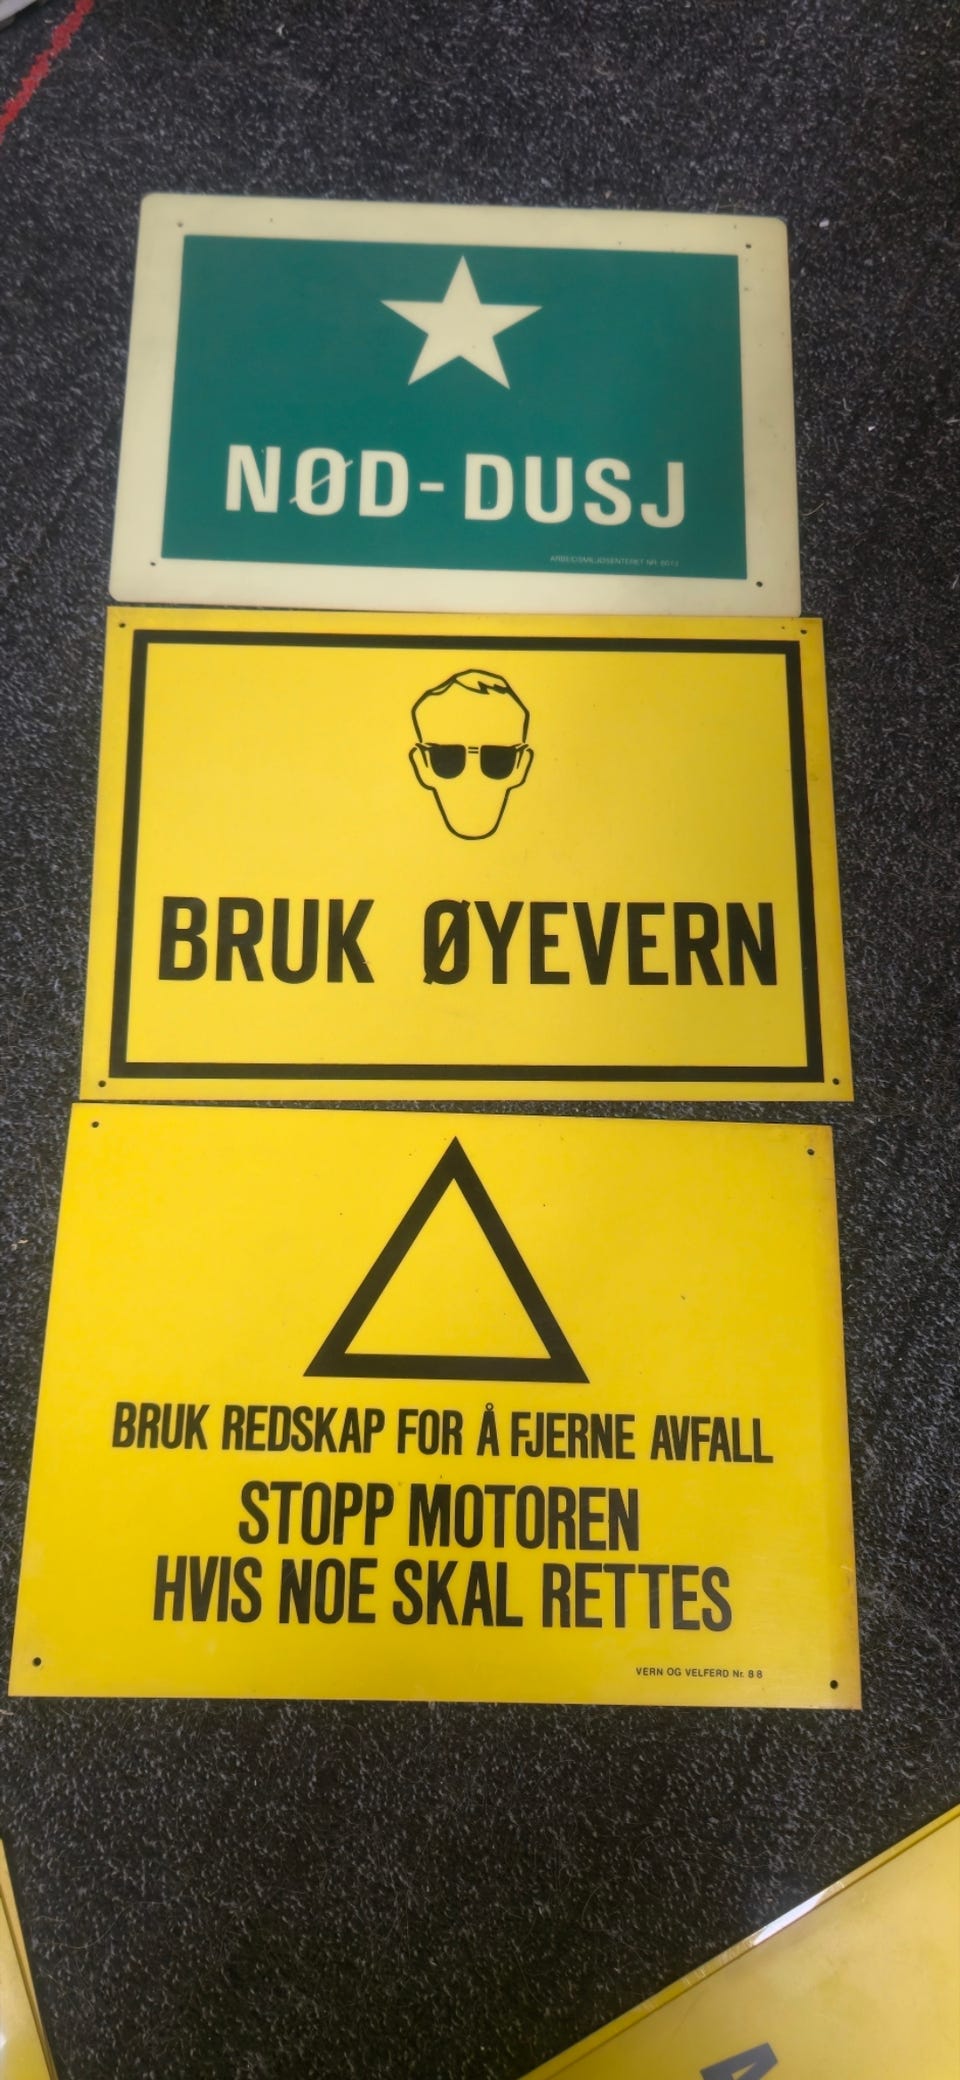 NØD-DUSJ
ARBEIDSMILJØSENTERET NR. 6013
BRUK ØYEVERN
BRUK REDSKAP FOR Å FJERNE AVFALL
STOPP MOTOREN
HVIS NOE SKAL RETTES
VERN OG VELFERD Nr. 88